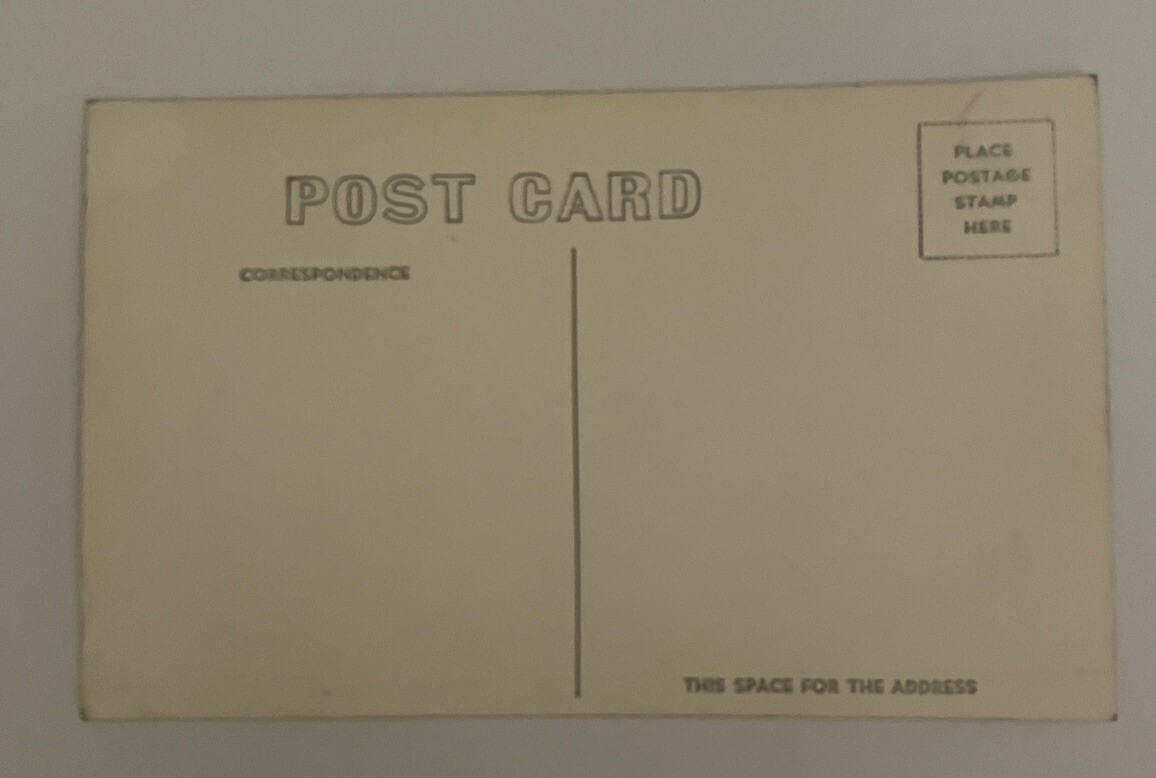 POST CARD
CORRESPONDENCE
PLACE
POSTAGE
STAMP
HERE
THIS SPACE FOR THE ADDRESS